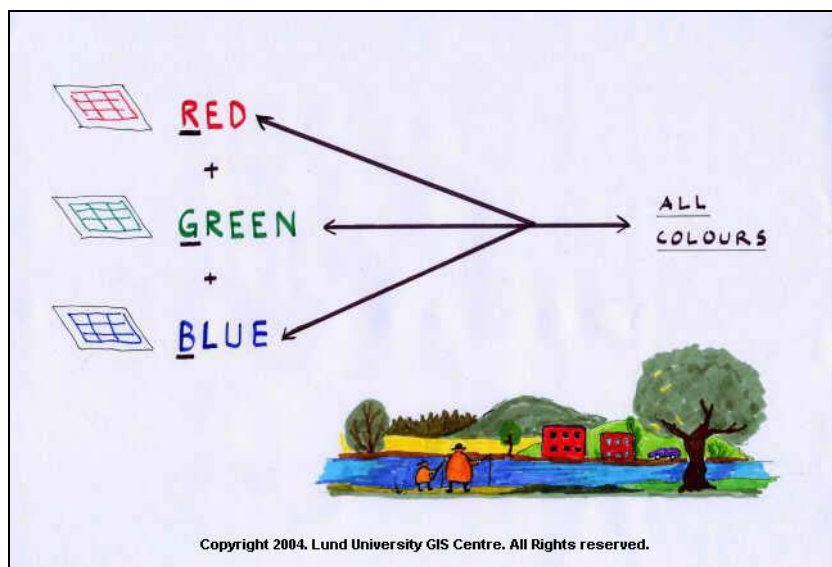 RED
+
GREEN
+
BLUE
ALL
COLOURS
Copyright 2004. Lund University GIS Centre. All Rights reserved.